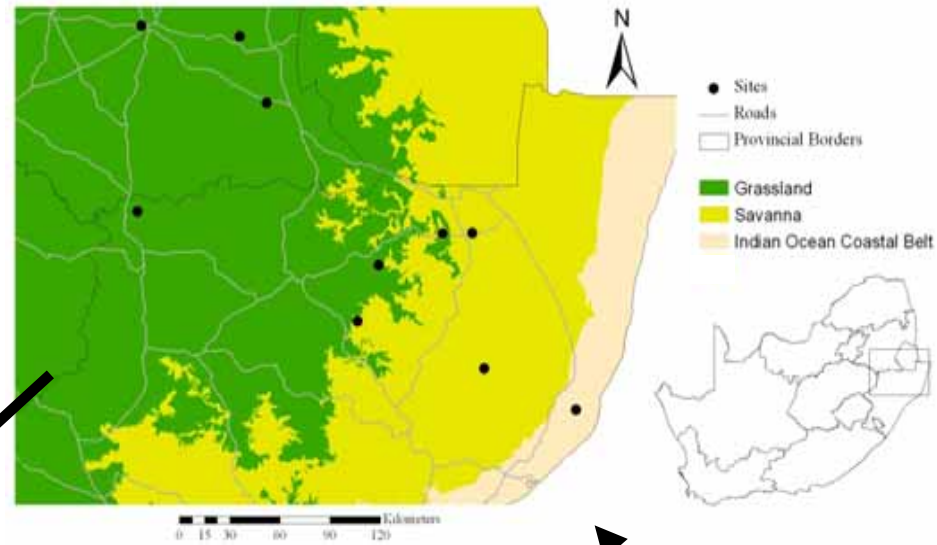 N
Sites
Roads
Provincial Borders
Grassland
Savanna
Indian Ocean Coastal Belt
Kilometers
0 15 30 60 90 120